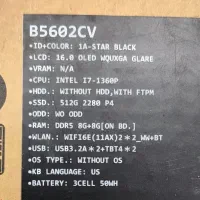 B5602CV
•ID+COLOR: 1A-STAR BLACK
•LCD: 16.0 OLED WQUXGA GLARE
•VRAM: N/A
•CPU: INTEL I7-1360P
•HDD.: WITHOUT HDD,WITH FTPM
•SSD.: 512G 2280 P4
•ODD: WO ODD
•RAM: DDR5 8G+8G[ON BD.]
•WLAN.: WIFI6E(11AX)2*2_WW+BT
•USB: USB3.2A*2+TBT4*2
•OS TYPE.: WITHOUT OS
•KB LANGUAGE: US
•BATTERY: 3CELL 50WH